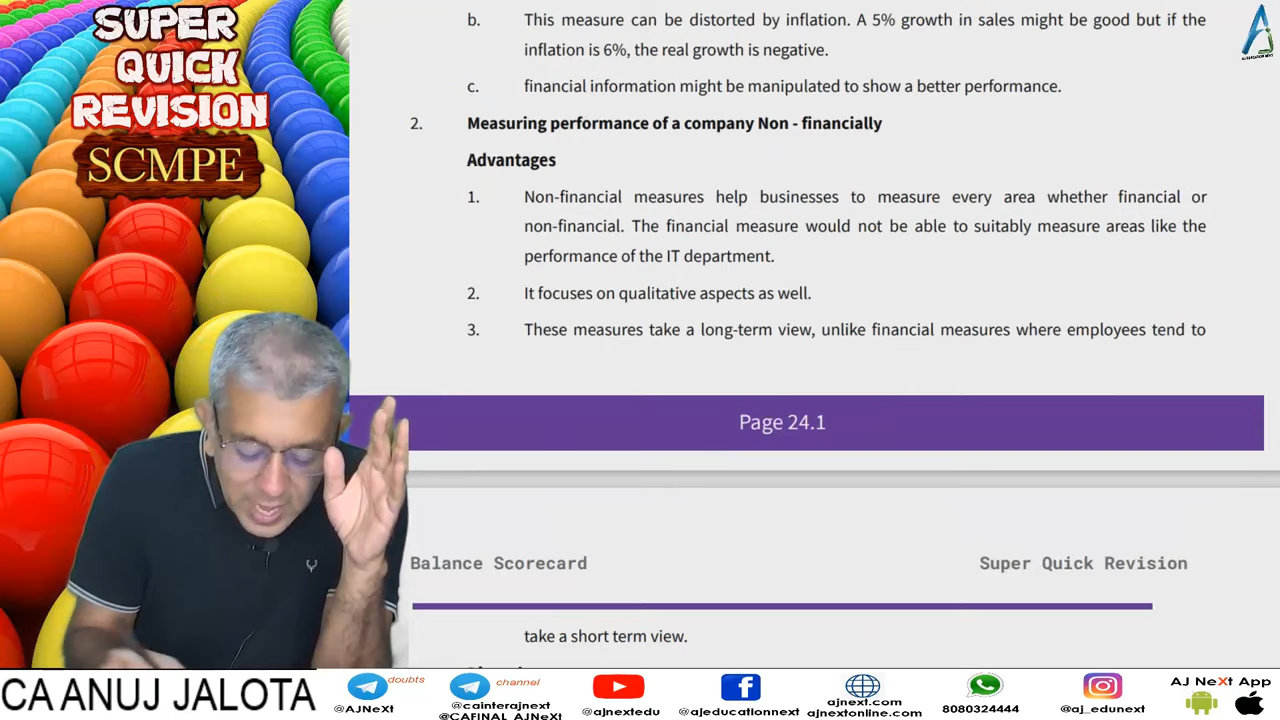 SUPER
QUICK
REVISION
SCMPE
b. This measure can be distorted by inflation. A 5% growth in sales might be good but if the
inflation is 6%, the real growth is negative.
c. financial information might be manipulated to show a better performance.
2. Measuring performance of a company Non - financially
Advantages
1. Non-financial measures help businesses to measure every area whether financial or
non-financial. The financial measure would not be able to suitably measure areas like the
performance of the IT department.
2. It focuses on qualitative aspects as well.
3. These measures take a long-term view, unlike financial measures where employees tend to
Page 24.1
Balance Scorecard Super Quick Revision
take a short term view.
CA ANUJ JALOTA
doubts
@AJNeXt
channel
@cainterajnext
@CAFINAL_AJNeXt
@ajnextedu
@ajeducationnext
ajnext.com
ajnextonline.com
8080324444
@aj_edunext
AJ NeXt App